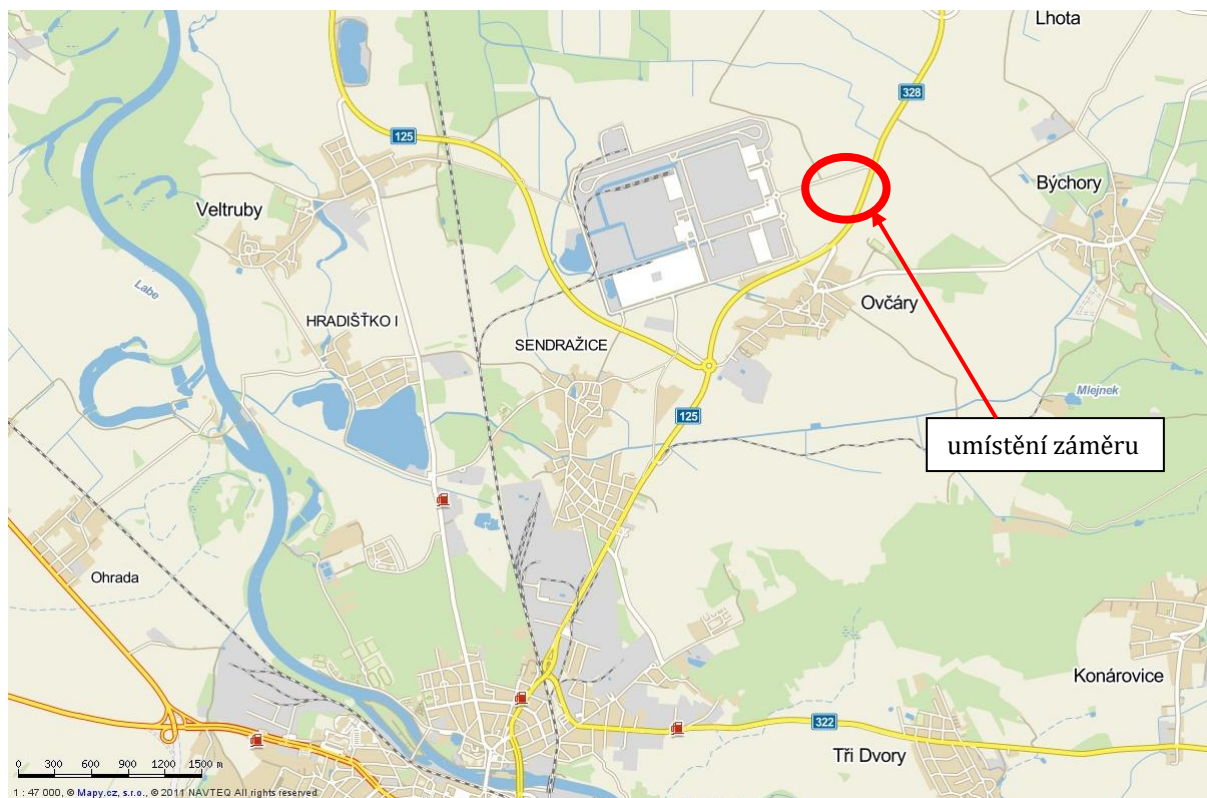 Lhota
328
125
Býchory
Veltruby
Labe
Ovčáry
HRADIŠŤKO I
SENDRAŽICE
Mlejnek
125
umístění záměru
Ohrada
Konárovice
322
Tři Dvory
0 300 600 900 1200 1500 m
1 : 47 000, © Mapy.cz, s.r.o., © 2011 NAVTEQ All rights reserved